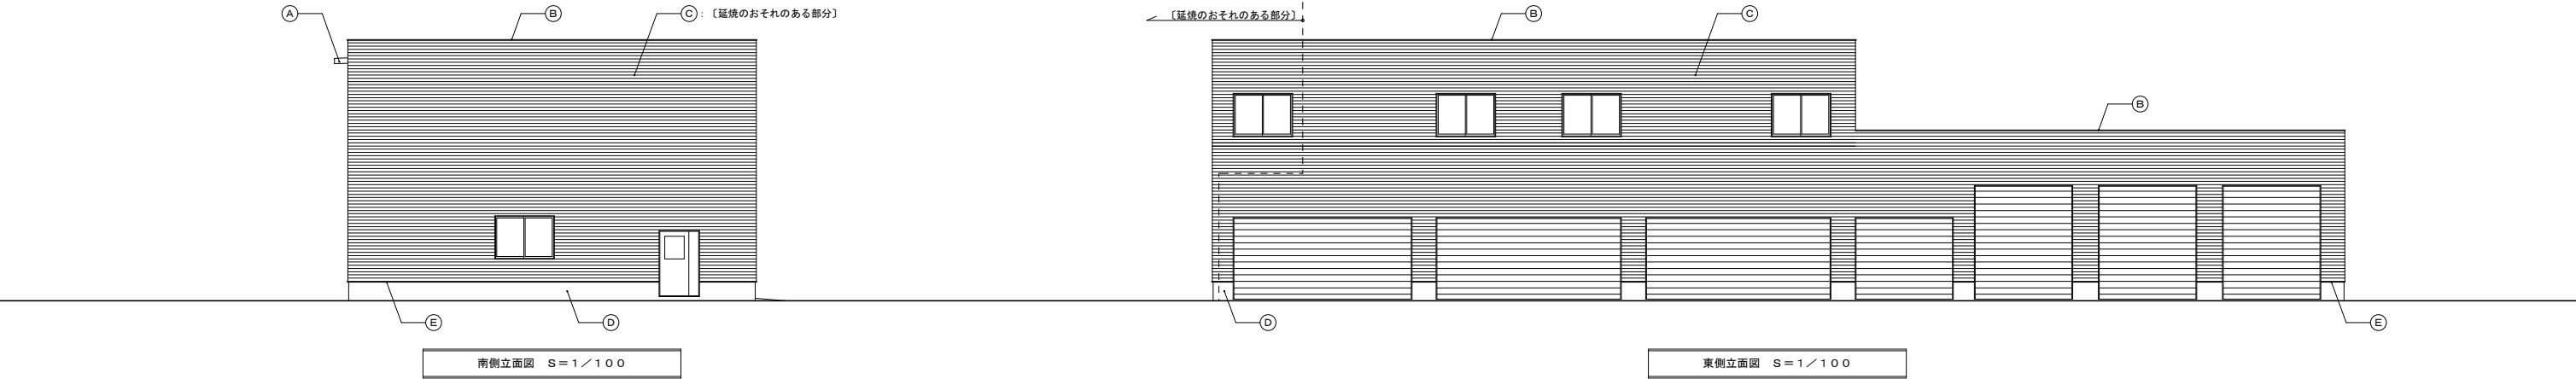 A
B
C : 〔延焼のおそれのある部分〕
E
D
南側立面図 S=1/100
〔延焼のおそれのある部分〕
B
C
B
D
E
東側立面図 S=1/100